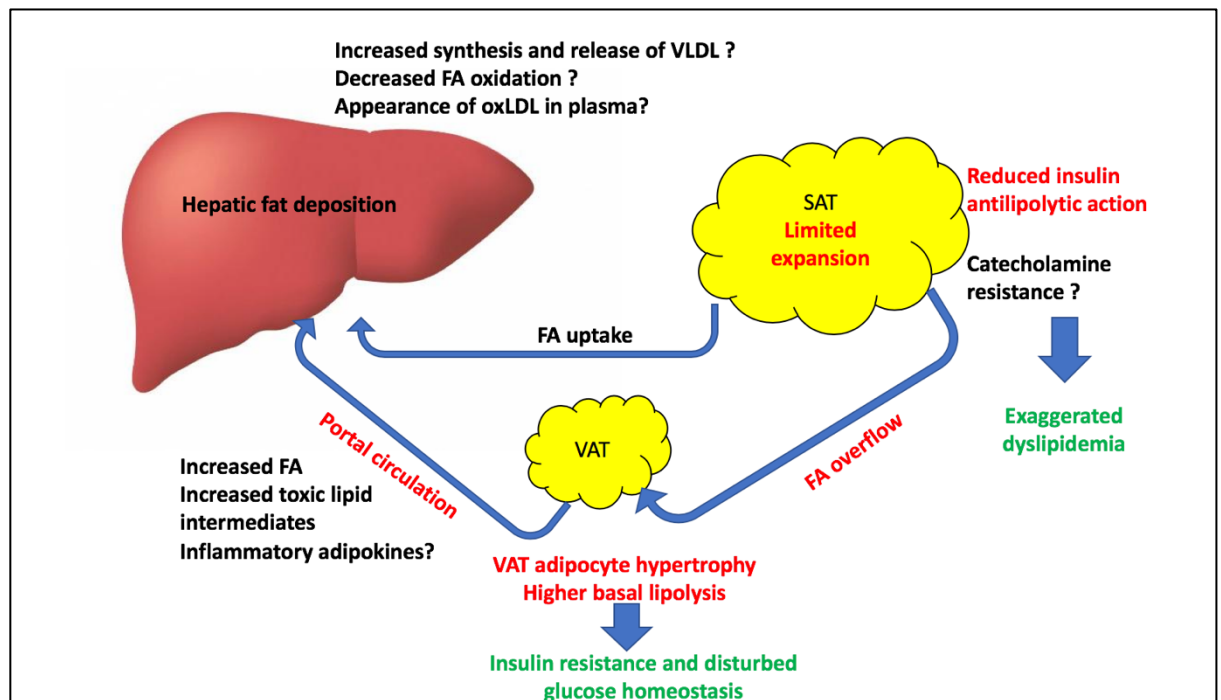 Increased synthesis and release of VLDL ?
Decreased FA oxidation ?
Appearance of oxLDL in plasma?
Hepatic fat deposition
SAT
Limited
expansion
Reduced insulin
antilipolytic action
Catecholamine
resistance ?
Exaggerated
dyslipidemia
FA uptake
FA overflow
VAT
Portal circulation
Increased FA
Increased toxic lipid
intermediates
Inflammatory adipokines?
VAT adipocyte hypertrophy
Higher basal lipolysis
Insulin resistance and disturbed
glucose homeostasis